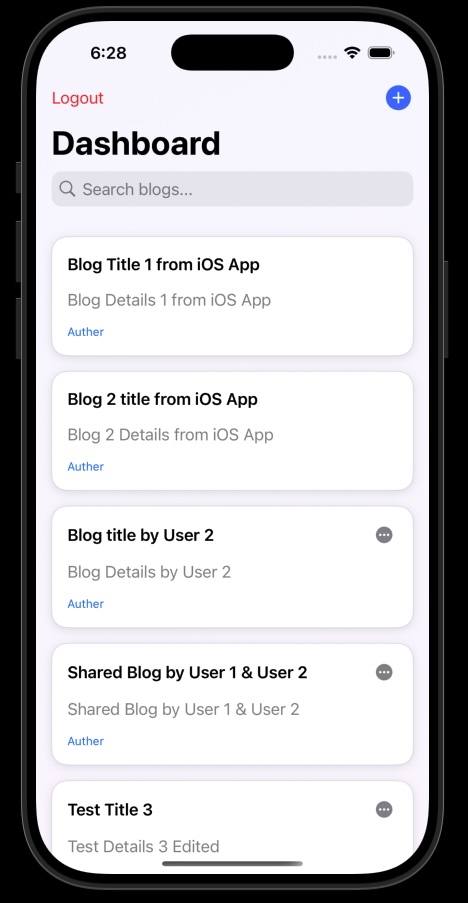 6:28
Logout
Dashboard
Search blogs...
Blog Title 1 from iOS App
Blog Details 1 from iOS App
Auther
Blog 2 title from iOS App
Blog 2 Details from iOS App
Auther
Blog title by User 2
Blog Details by User 2
Auther
Shared Blog by User 1 & User 2
Shared Blog by User 1 & User 2
Auther
Test Title 3
Test Details 3 Edited